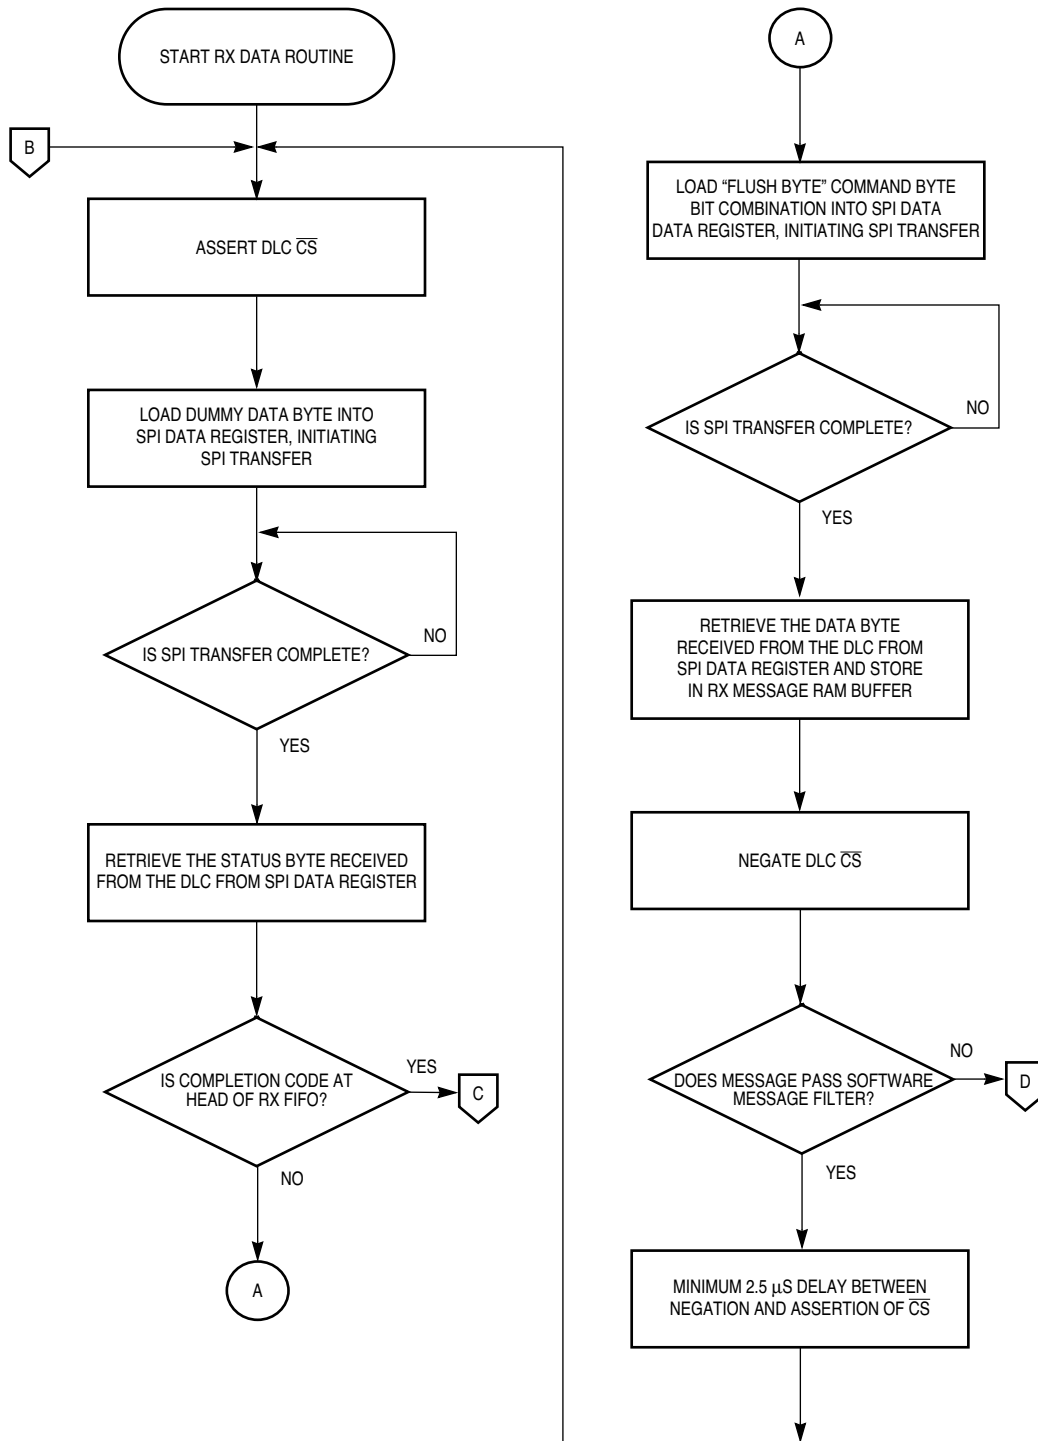 START RX DATA ROUTINE
B
ASSERT DLC C̅S̅
LOAD DUMMY DATA BYTE INTO
SPI DATA REGISTER, INITIATING
SPI TRANSFER
IS SPI TRANSFER COMPLETE?
NO
YES
RETRIEVE THE STATUS BYTE RECEIVED
FROM THE DLC FROM SPI DATA REGISTER
IS COMPLETION CODE AT
HEAD OF RX FIFO?
YES
C
NO
A
A
LOAD “FLUSH BYTE” COMMAND BYTE
BIT COMBINATION INTO SPI DATA
DATA REGISTER, INITIATING SPI TRANSFER
IS SPI TRANSFER COMPLETE?
NO
YES
RETRIEVE THE DATA BYTE
RECEIVED FROM THE DLC FROM
SPI DATA REGISTER AND STORE
IN RX MESSAGE RAM BUFFER
NEGATE DLC C̅S̅
DOES MESSAGE PASS SOFTWARE
MESSAGE FILTER?
NO
D
YES
MINIMUM 2.5 µS DELAY BETWEEN
NEGATION AND ASSERTION OF C̅S̅